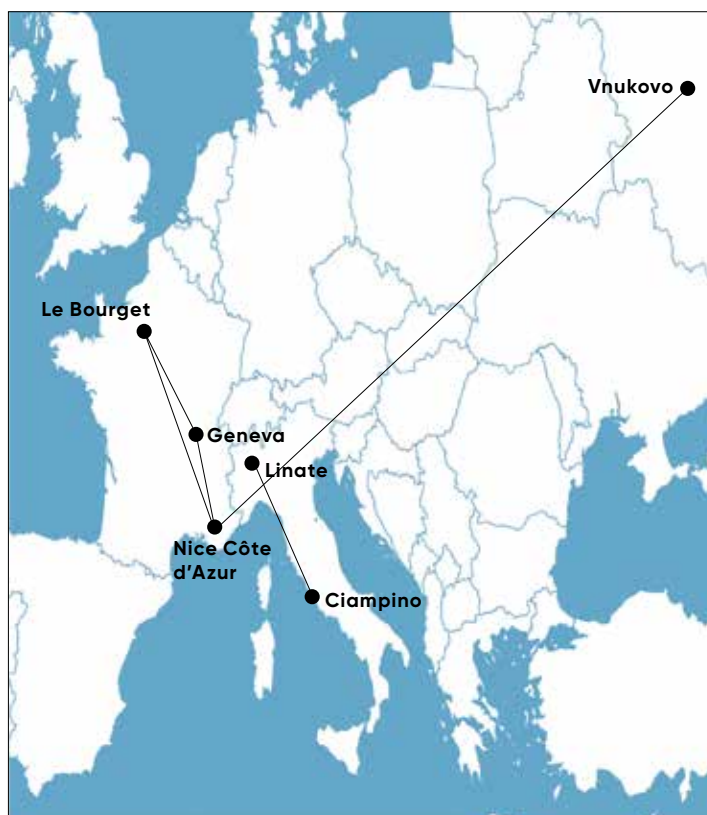 Vnukovo
Le Bourget
Geneva
Linate
Nice Côte
d’Azur
Ciampino